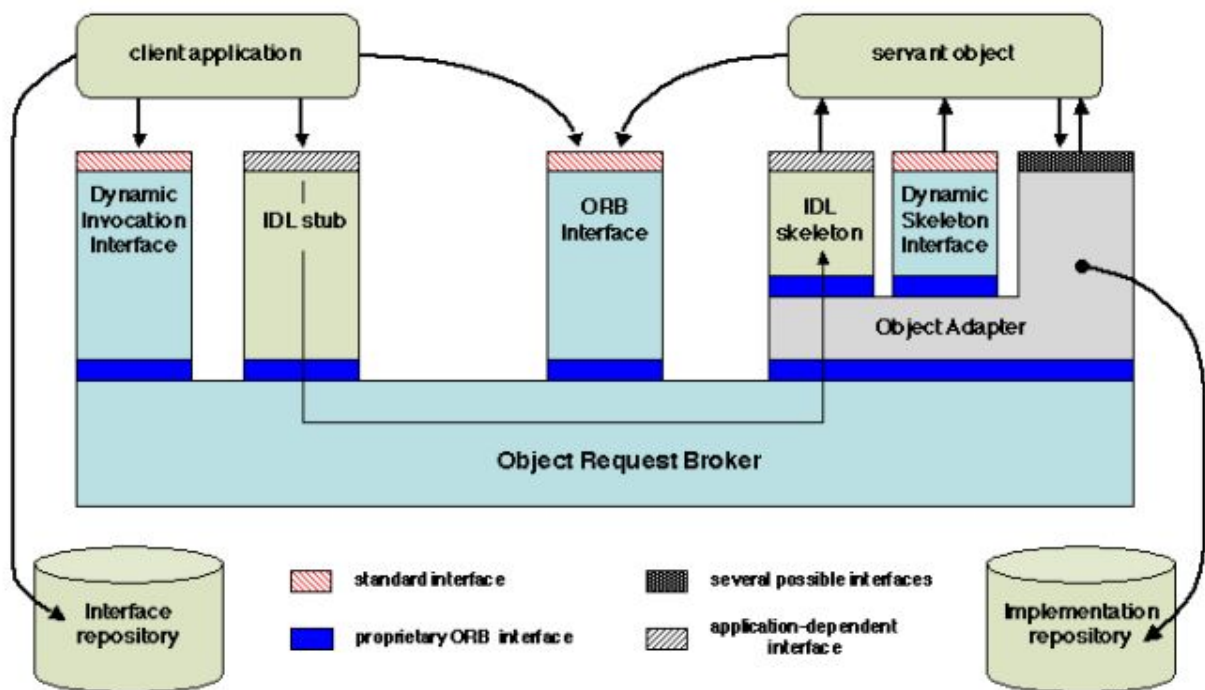 client application
servant object
Dynamic
Invocation
Interface
IDL stub
ORB
Interface
IDL
skeleton
Dynamic
Skeleton
Interface
Object Adapter
Object Request Broker
Interface
repository
standard interface
proprietary ORB interface
several possible interfaces
application-dependent
interface
Implementation
repository